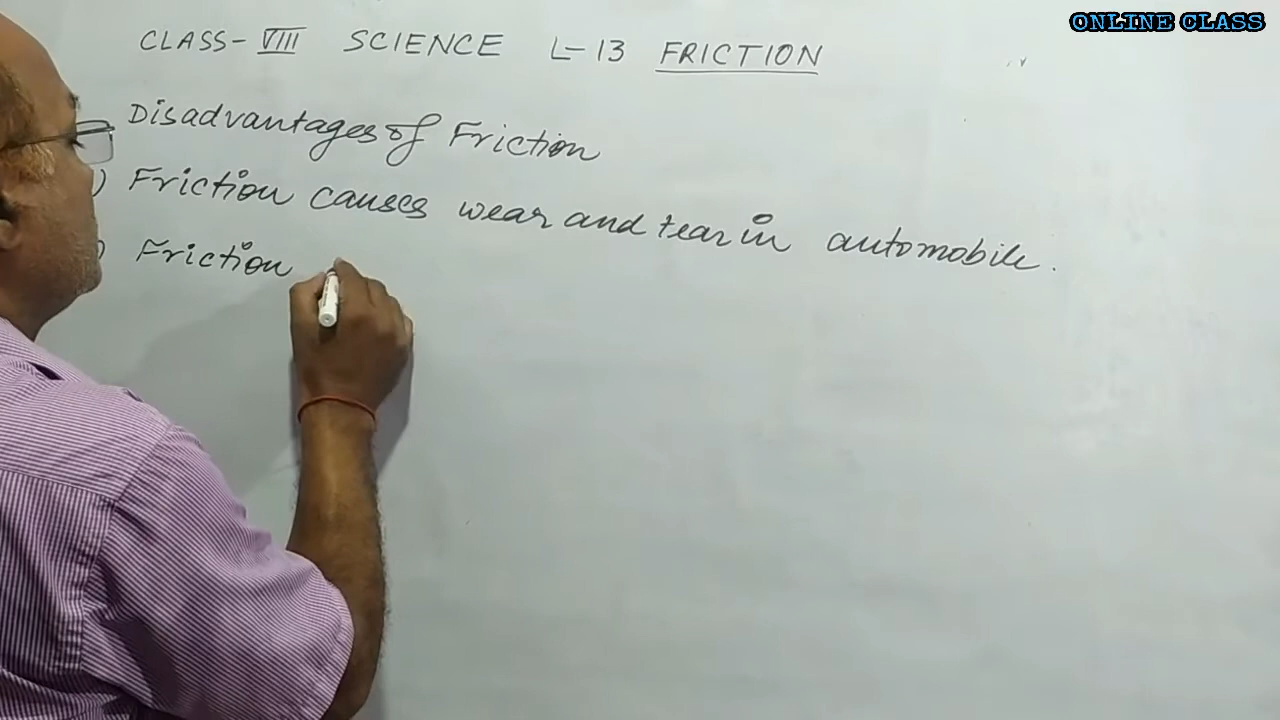 ONLINE CLASS
CLASS- VIII SCIENCE L-13 FRICTION
Disadvantages of Friction
) Friction causes wear and tear in automobile.
) Friction